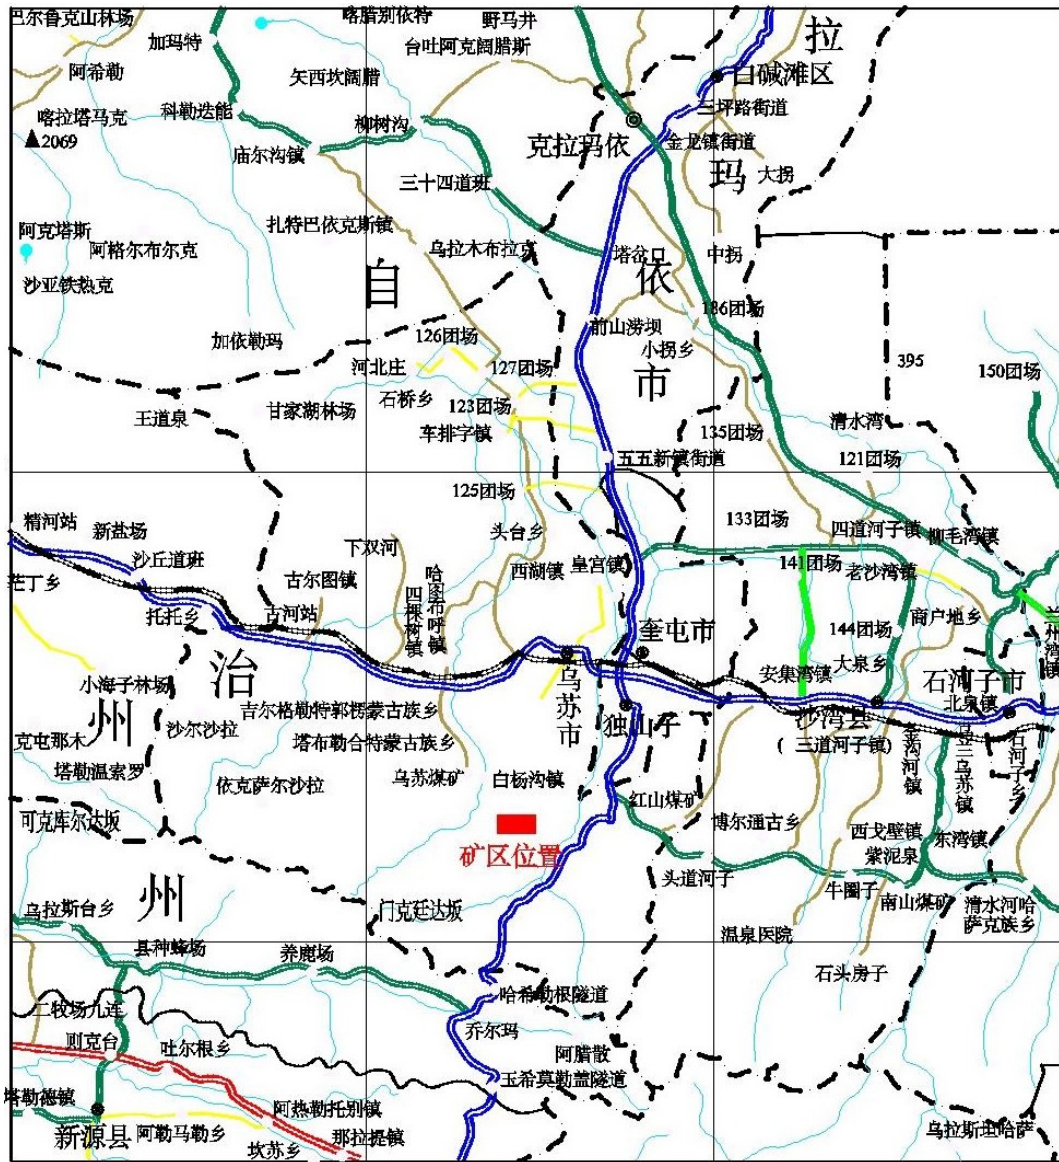 巴尔鲁克山林场
喀腊别依特
野马井
拉
加玛特
台吐阿克阔腊斯
阿希勒
矢西坎阔腊
白碱滩区
喀拉塔马克
科勒迭能
三坪路街道
2069
柳树沟
克拉玛依
金龙镇街道
庙尔沟镇
玛
大拐
三十四道班
扎特巴依克斯镇
阿克塔斯
阿格尔布尔克
乌拉木布拉克
塔岔口
中拐
沙亚铁热克
自
依
186团场
加依勒玛
126团场
前山涝坝
小拐乡
395
河北庄
127团场
150团场
市
王道泉
甘家湖林场
石桥乡
123团场
车排字镇
135团场
清水湾
121团场
五五新镇街道
125团场
精河站
新盐场
头台乡
133团场
四道河子镇
柳毛湾镇
下双河
沙丘道班
西湖镇
皇宫镇
141团场
老沙湾镇
芒丁乡
古尔图镇
哈图布呼镇
四棵树镇
托托乡
古河站
奎屯市
144团场
商户地乡
兰州湾镇
治
乌苏市
安集湾镇
大泉乡
小海子林场
石河子市
北泉镇
州
沙尔沙拉
吉尔格勒特郭楞蒙古族乡
独山子
沙湾县
(三道河子镇)
克屯那木
塔布勒合特蒙古族乡
金沟河镇
三乌苏镇
石河子乡
塔勒温索罗
依克萨尔沙拉
乌苏煤矿
白杨沟镇
红山煤矿
可克库尔达坂
博尔通古乡
西戈壁镇
东湾镇
矿区位置
紫泥泉
头道河子
牛圈子
州
乌拉斯台乡
门克廷达坂
南山煤矿
清水河哈
萨克族乡
县种蜂场
养鹿场
温泉医院
石头房子
二牧场九连
哈希勒根隧道
则克台
吐尔根乡
乔尔玛
阿腊散
塔勒德镇
玉希莫勒盖隧道
阿热勒托别镇
新源县
阿勒马勒乡
那拉提镇
坎苏乡
乌拉斯坦哈萨